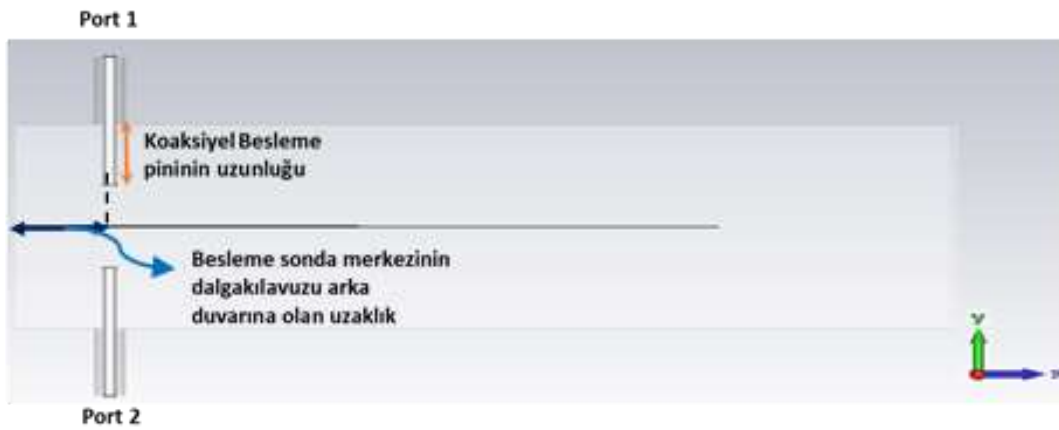 Port 1
Koaksiyel Besleme
pininin uzunluğu
Besleme sonda merkezinin
dalgakılavuzu arka
duvarına olan uzaklık
y
Port 2